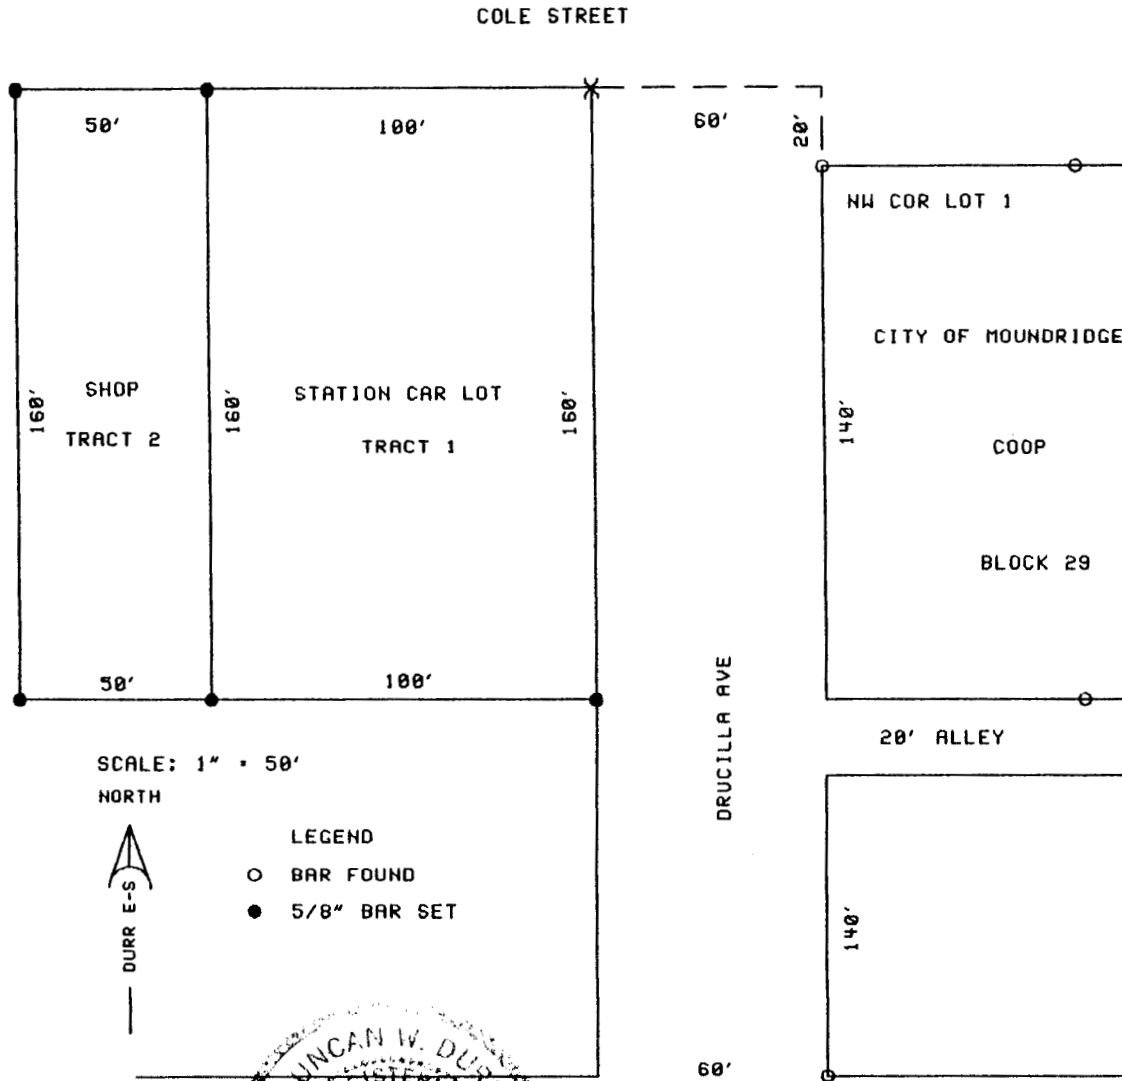 COLE STREET
50'
100'
60'
20'
NW COR LOT 1
CITY OF MOUNDRIDGE
SHOP
TRACT 2
160'
160'
STATION CAR LOT
TRACT 1
160'
140'
COOP
BLOCK 29
50'
100'
DRUCILLA AVE
20' ALLEY
SCALE: 1" = 50'
NORTH
DURR E-S
LEGEND
BAR FOUND
5/8" BAR SET
140'
60'
UNCAN W. DUR